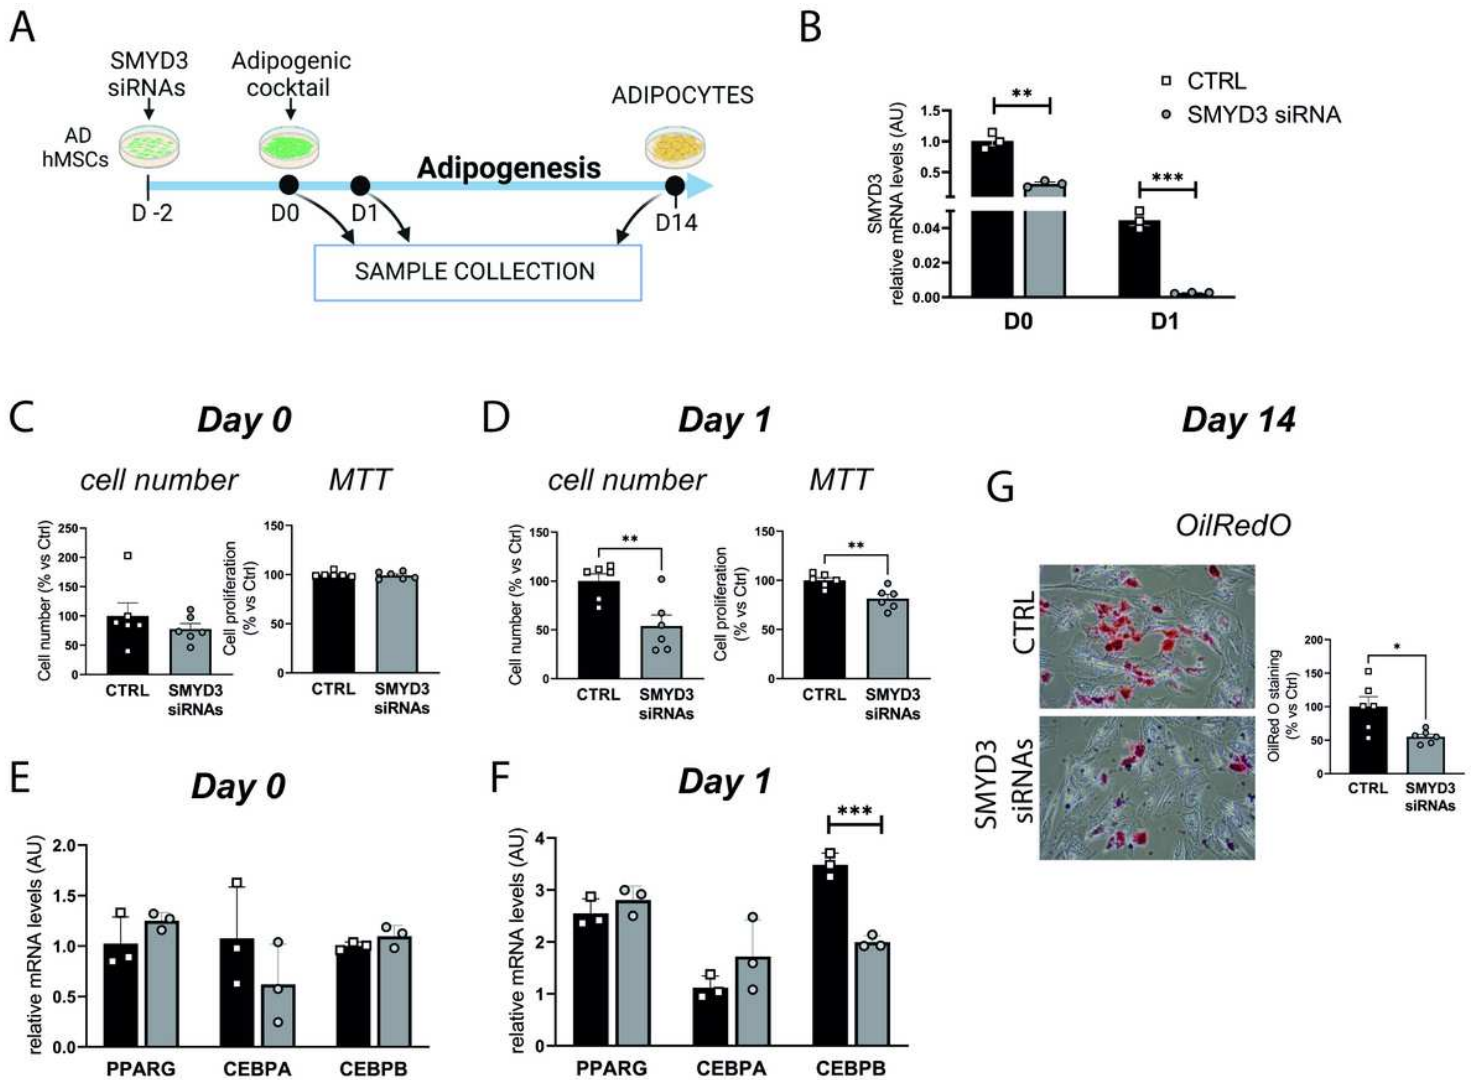 A
SMYD3
siRNAs
Adipogenic
cocktail
ADIPOCYTES
AD
hMSCs
Adipogenesis
D -2
D0
D1
D14
SAMPLE COLLECTION
B
CTRL
SMYD3 siRNA
SMYD3
relative mRNA levels (AU)
1.5
1.0
0.5
0.04
0.02
0.00
**
***
D0
D1
C
Day 0
cell number
MTT
Cell number (% vs Ctrl)
250
200
150
100
50
0
CTRL
SMYD3
siRNAs
Cell proliferation
(% vs Ctrl)
150
100
50
0
CTRL
SMYD3
siRNAs
D
Day 1
cell number
MTT
Cell number (% vs Ctrl)
150
100
50
0
**
CTRL
SMYD3
siRNAs
Cell proliferation
(% vs Ctrl)
150
100
50
0
**
CTRL
SMYD3
siRNAs
Day 14
G
OilRedO
CTRL
SMYD3
siRNAs
OilRed O staining
(% vs Ctrl)
200
150
100
50
0
*
CTRL
SMYD3
siRNAs
E
Day 0
relative mRNA levels (AU)
2.0
1.5
1.0
0.5
0.0
PPARG
CEBPA
CEBPB
F
Day 1
relative mRNA levels (AU)
4
3
2
1
0
***
PPARG
CEBPA
CEBPB